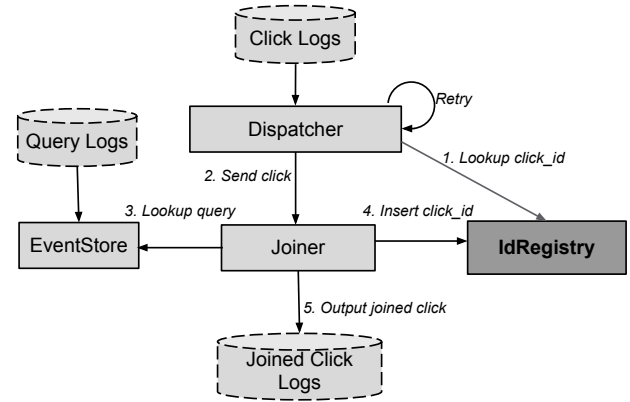 Click Logs
Retry
Dispatcher
Query Logs
1. Lookup click_id
2. Send click
3. Lookup query
4. Insert click_id
EventStore
Joiner
IdRegistry
5. Output joined click
Joined Click
Logs